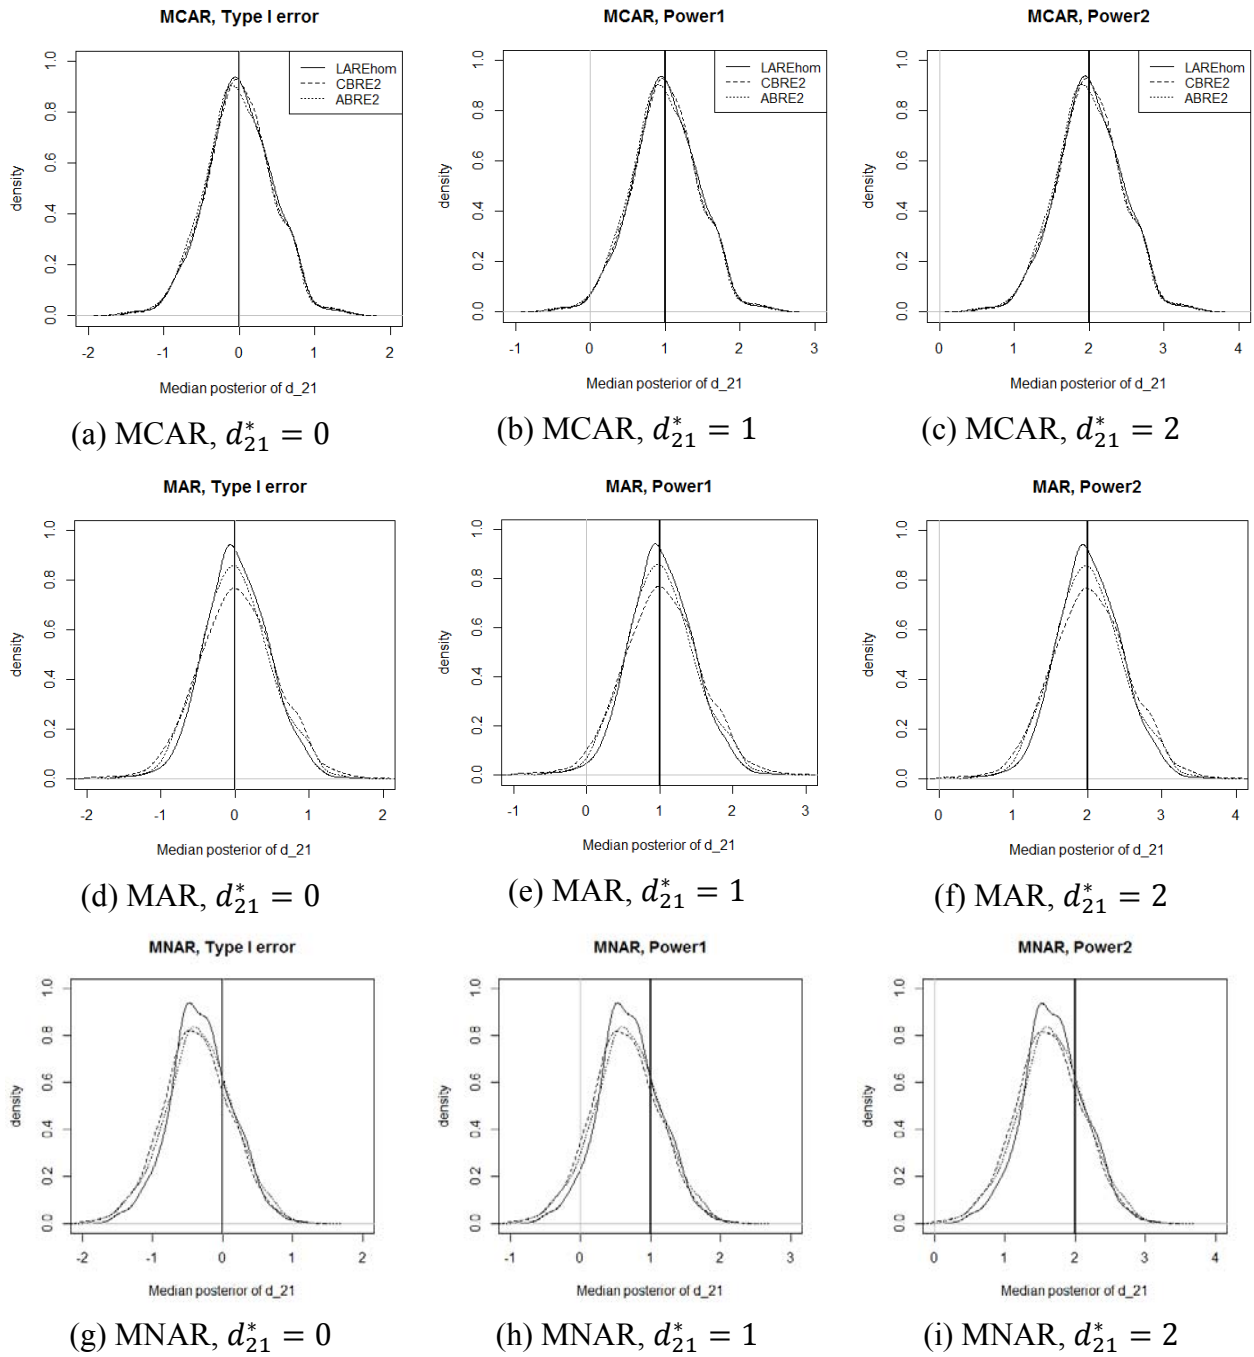 MCAR, Type I error
MCAR, Power1
MCAR, Power2
density
0.0 0.2 0.4 0.6 0.8 1.0
LAREhom
CBRE2
ABRE2
-2 -1 0 1 2
Median posterior of d_21
density
0.0 0.2 0.4 0.6 0.8 1.0
LAREhom
CBRE2
ABRE2
-1 0 1 2 3
Median posterior of d_21
density
0.0 0.2 0.4 0.6 0.8 1.0
LAREhom
CBRE2
ABRE2
0 1 2 3 4
Median posterior of d_21
(a) MCAR, $d_{21}^* = 0$
(b) MCAR, $d_{21}^* = 1$
(c) MCAR, $d_{21}^* = 2$
MAR, Type I error
MAR, Power1
MAR, Power2
density
0.0 0.2 0.4 0.6 0.8 1.0
-2 -1 0 1 2
Median posterior of d_21
density
0.0 0.2 0.4 0.6 0.8 1.0
-1 0 1 2 3
Median posterior of d_21
density
0.0 0.2 0.4 0.6 0.8 1.0
0 1 2 3 4
Median posterior of d_21
(d) MAR, $d_{21}^* = 0$
(e) MAR, $d_{21}^* = 1$
(f) MAR, $d_{21}^* = 2$
MNAR, Type I error
MNAR, Power1
MNAR, Power2
density
0.0 0.2 0.4 0.6 0.8 1.0
-2 -1 0 1 2
Median posterior of d_21
density
0.0 0.2 0.4 0.6 0.8 1.0
-1 0 1 2 3
Median posterior of d_21
density
0.0 0.2 0.4 0.6 0.8 1.0
0 1 2 3 4
Median posterior of d_21
(g) MNAR, $d_{21}^* = 0$
(h) MNAR, $d_{21}^* = 1$
(i) MNAR, $d_{21}^* = 2$